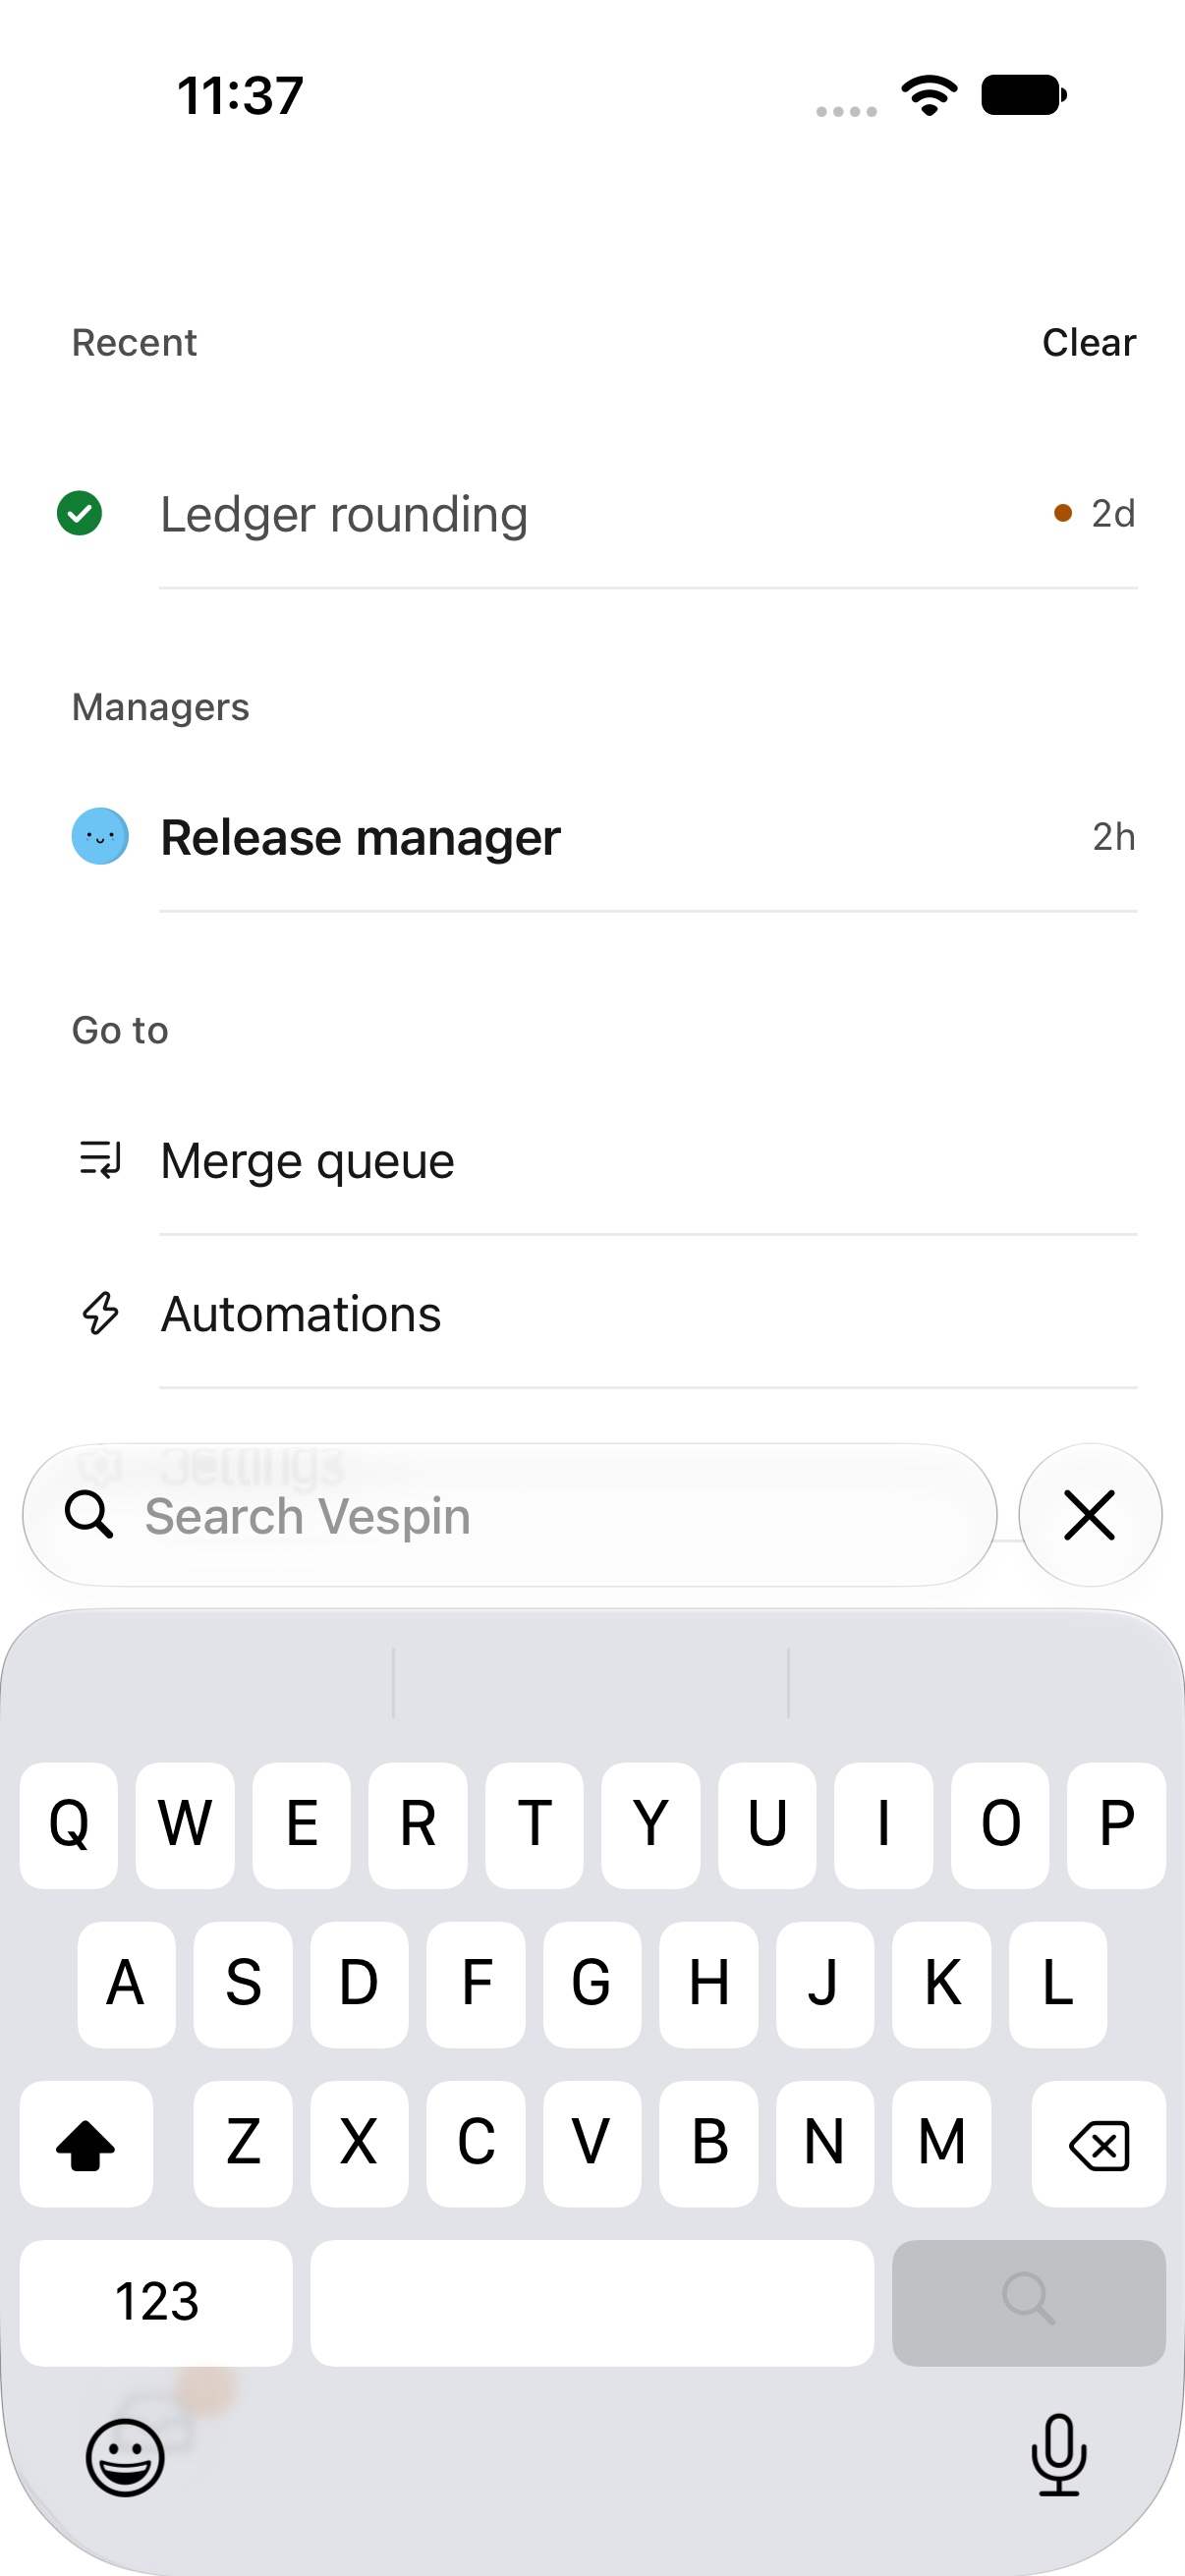 11:37
Recent
Clear
Ledger rounding
2d
Managers
Release manager
2h
Go to
Merge queue
Automations
Settings
Search Vespin
Q W E R T Y U I O P
A S D F G H J K L
Z X C V B N M
123